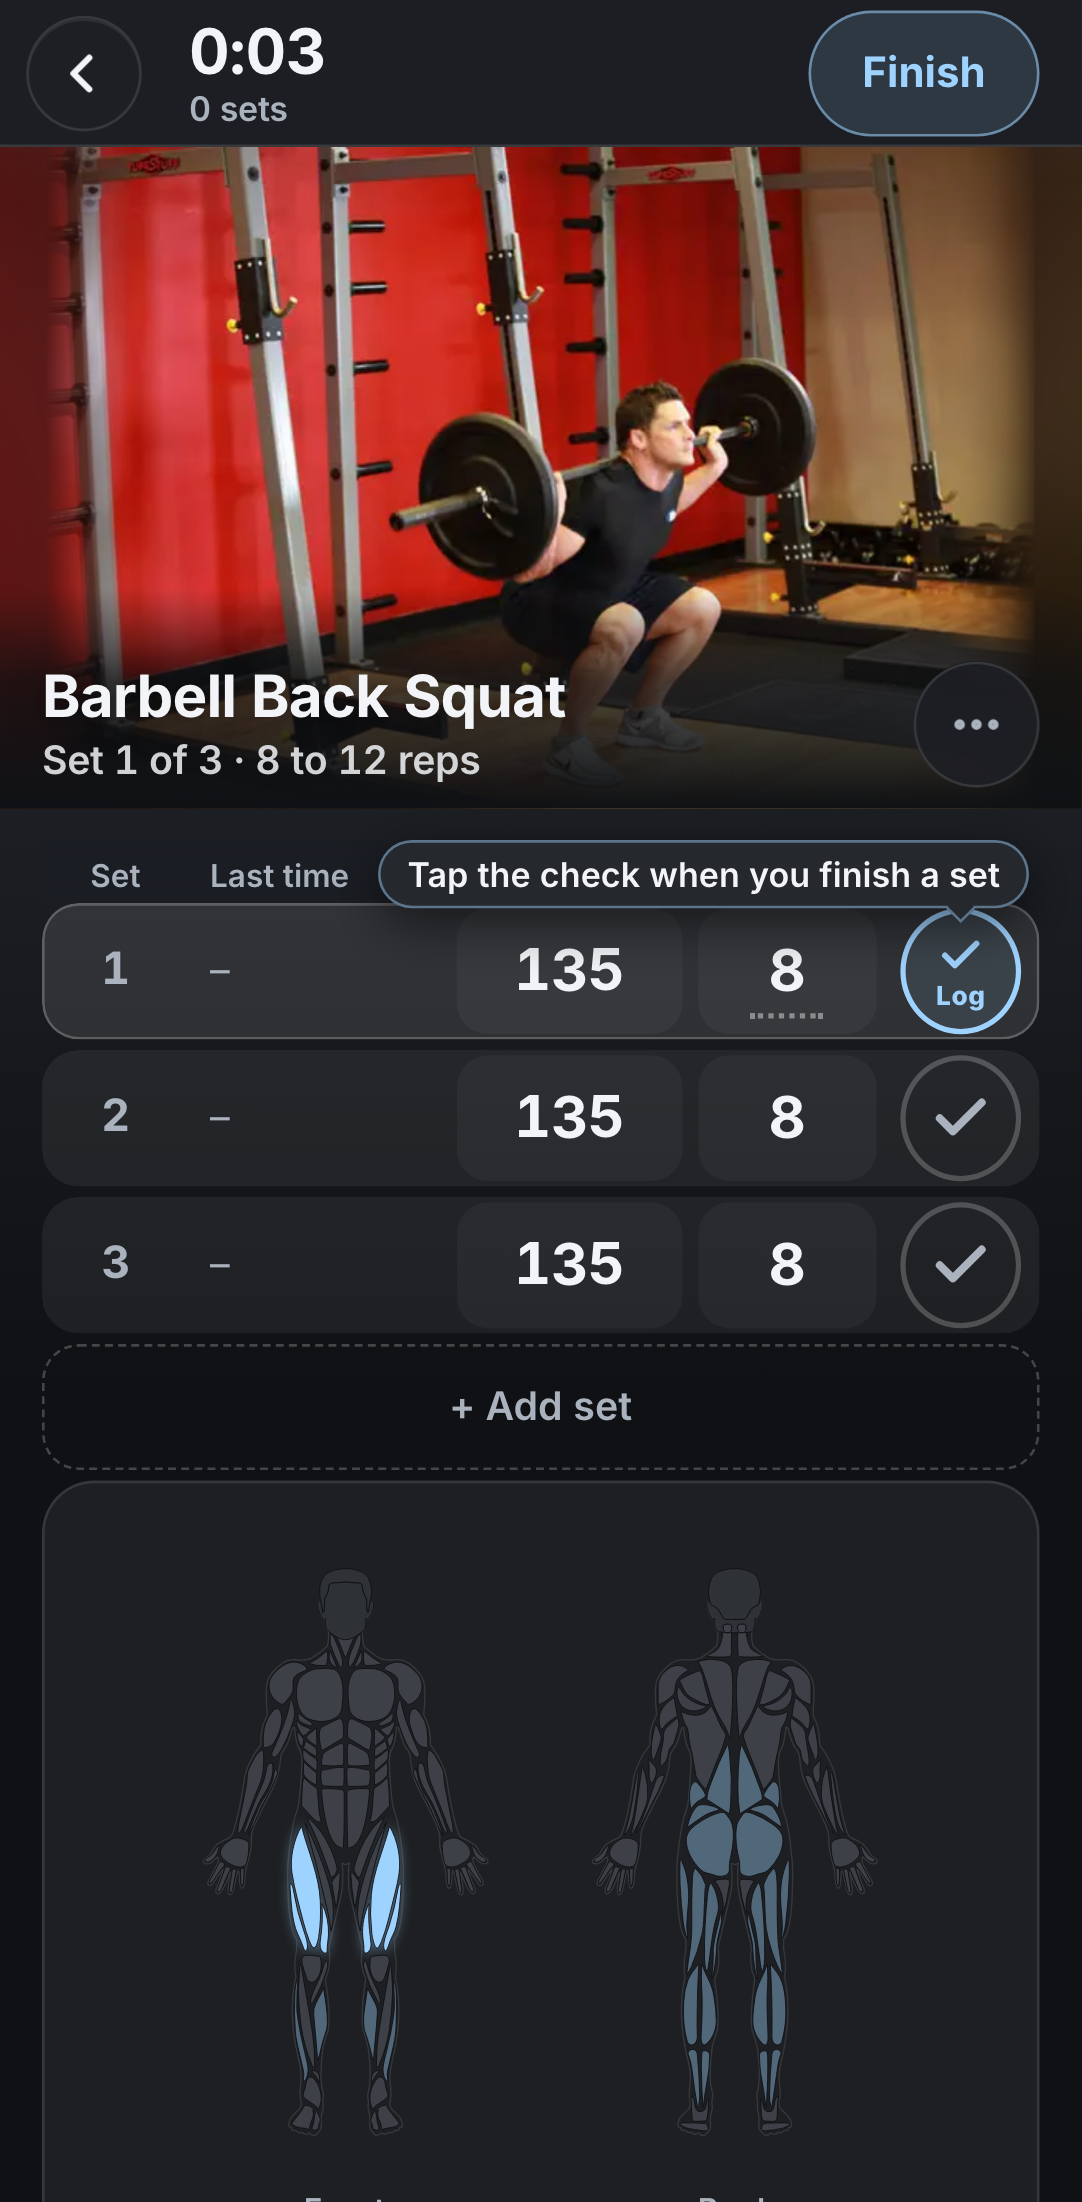 0:03
0 sets
Finish
Barbell Back Squat
Set 1 of 3 · 8 to 12 reps
Set Last time Tap the check when you finish a set
1 – 135 8 Log
2 – 135 8
3 – 135 8
+ Add set